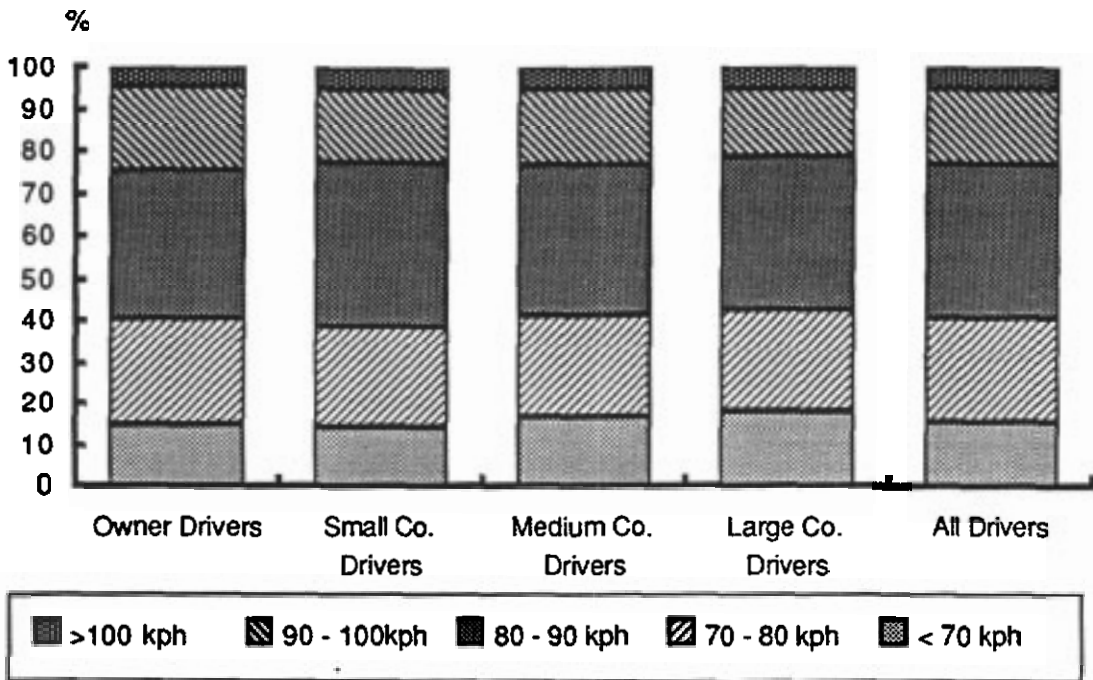 %
100
90
80
70
60
50
40
30
20
10
0
Owner Drivers
Small Co.
Drivers
Medium Co.
Drivers
Large Co.
Drivers
All Drivers
>100 kph 90 - 100kph 80 - 90 kph 70 - 80 kph < 70 kph